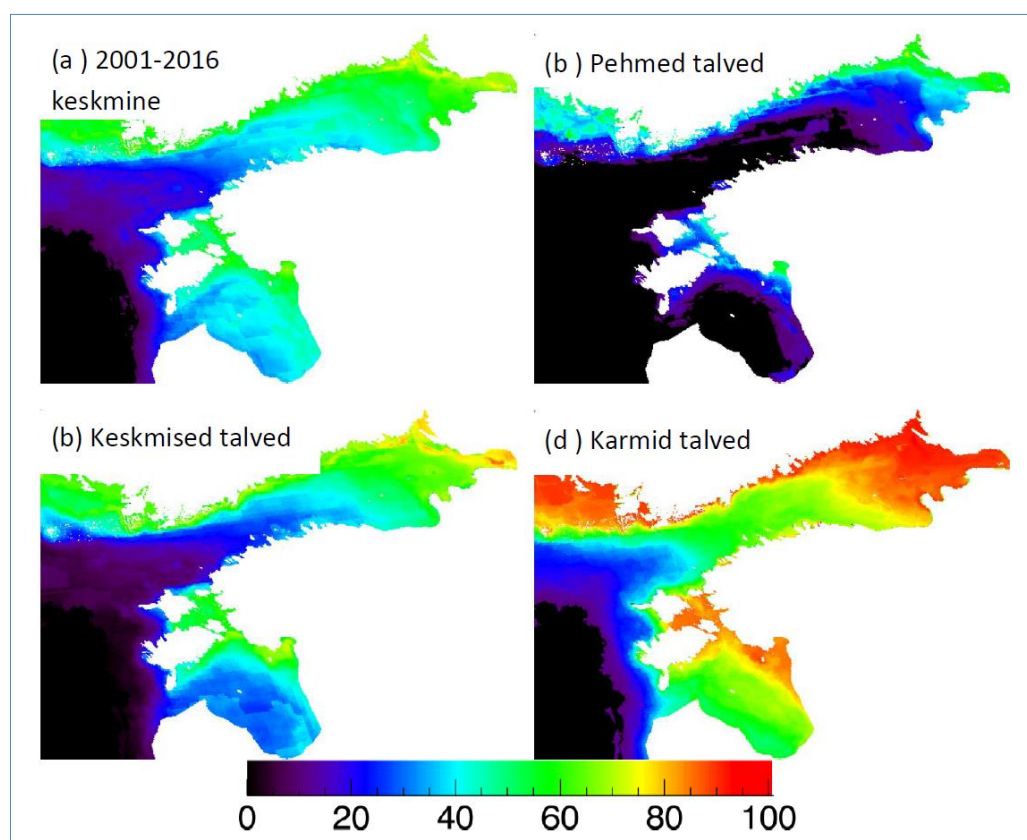 (a ) 2001-2016
keskmine
(b ) Pehmed talved
(b) Keskmised talved
(d ) Karmid talved
0 20 40 60 80 100